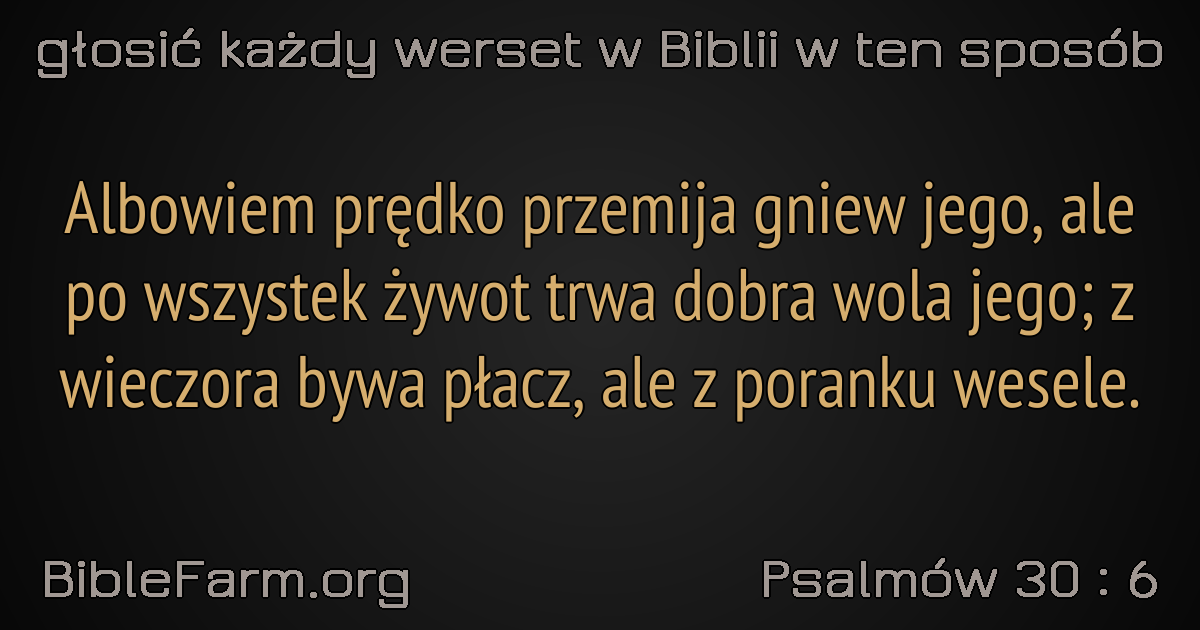 głosić każdy werset w Biblii w ten sposób
Albowiem prędko przemija gniew jego, ale
po wszystek żywot trwa dobra wola jego; z
wieczora bywa płacz, ale z poranku wesele.
BibleFarm.org
Psalmów 30 : 6